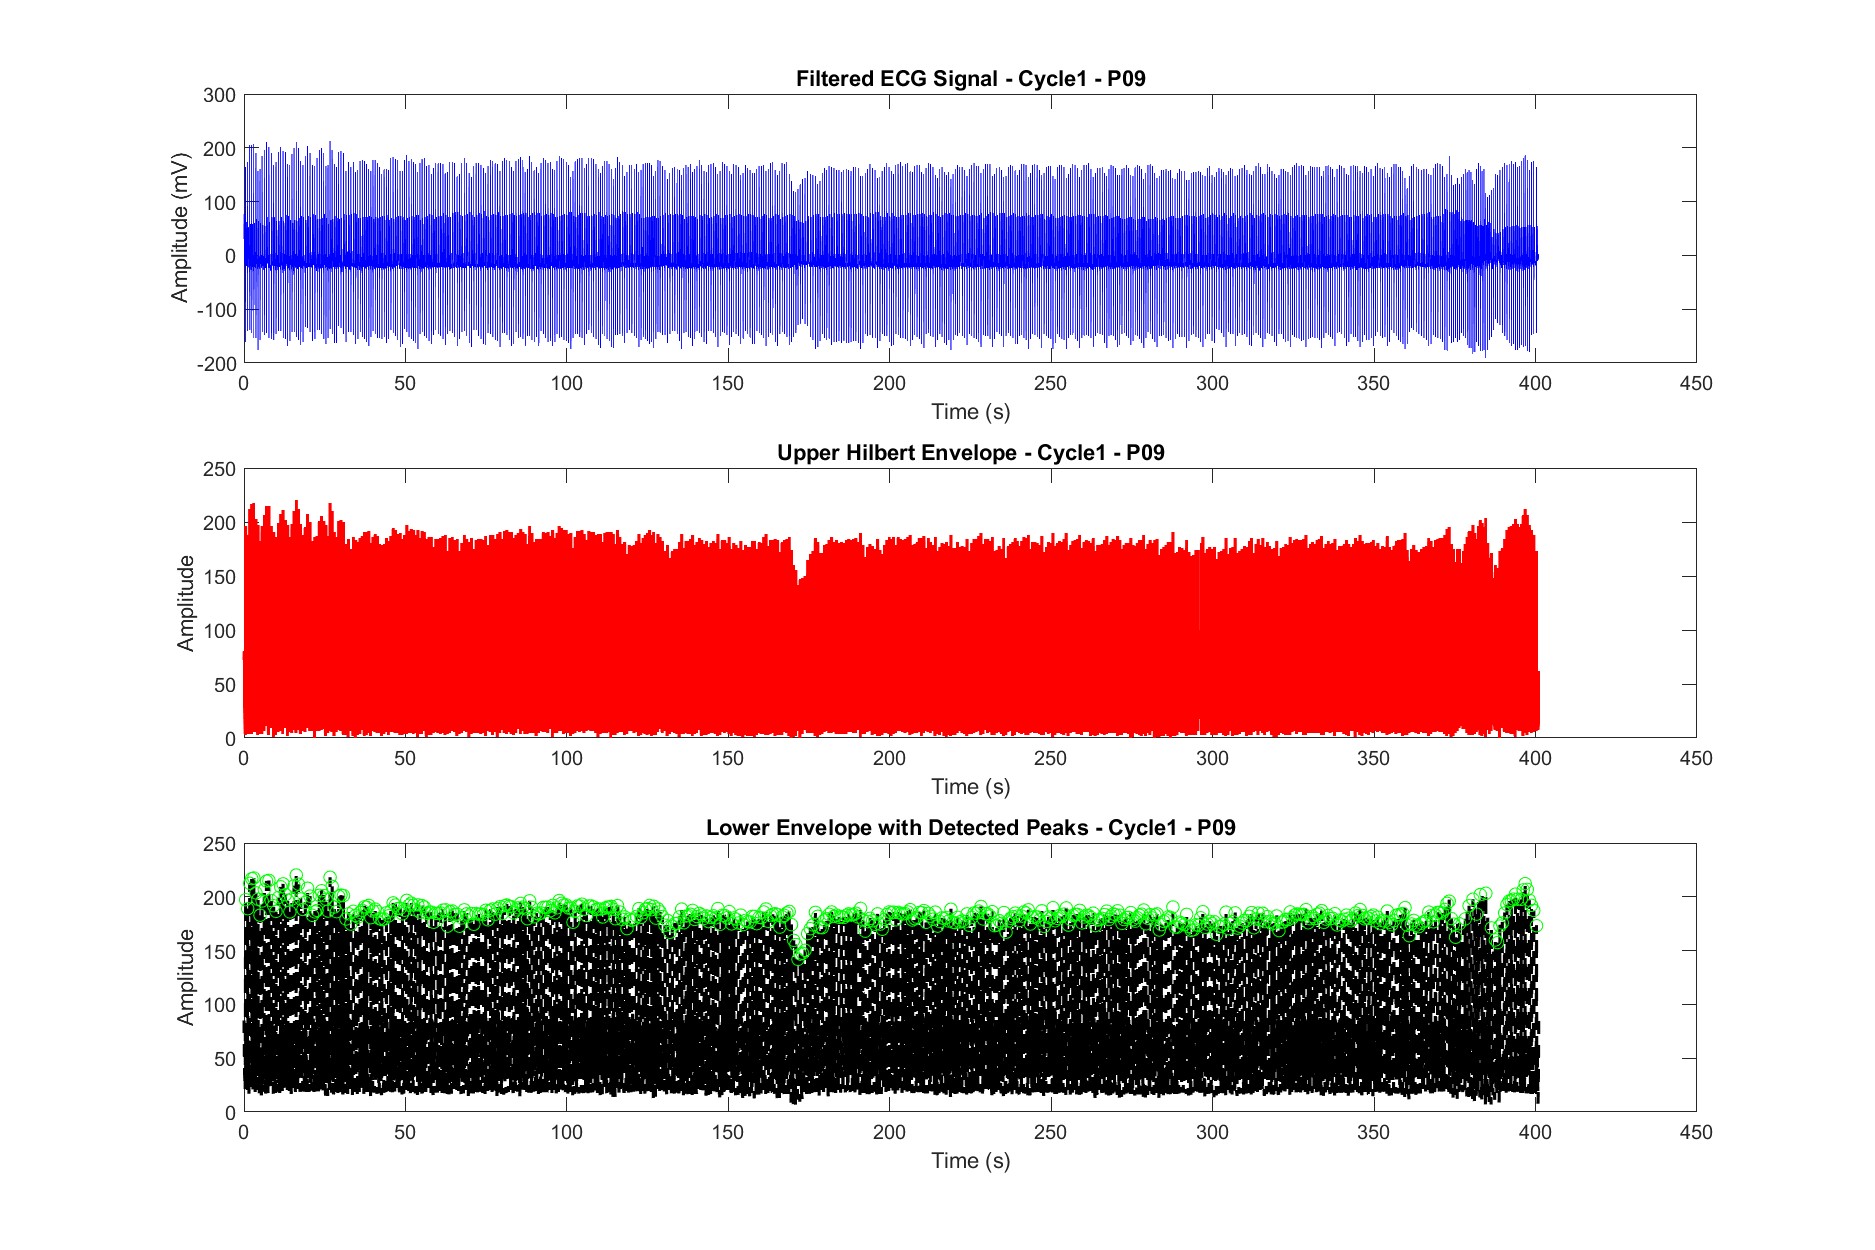 Filtered ECG Signal - Cycle1 - P09
300
200
100
0
-100
-200
Amplitude (mV)
0 50 100 150 200 250 300 350 400 450
Time (s)
Upper Hilbert Envelope - Cycle1 - P09
250
200
150
100
50
0
Amplitude
0 50 100 150 200 250 300 350 400 450
Time (s)
Lower Envelope with Detected Peaks - Cycle1 - P09
250
200
150
100
50
0
Amplitude
0 50 100 150 200 250 300 350 400 450
Time (s)